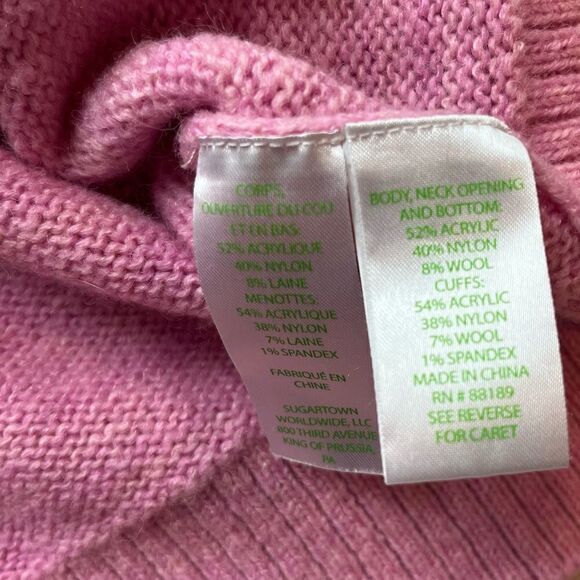 CORPS,
OUVERTURE DU COU
ET EN BAS:
52% ACRYLIQUE
40% NYLON
8% LAINE
MENOTTES:
54% ACRYLIQUE
38% NYLON
7% LAINE
1% SPANDEX
FABRIQUÉ EN
CHINE
SUGARTOWN
WORLDWIDE, LLC
800 THIRD AVENUE
KING OF PRUSSIA,
PA
BODY, NECK OPENING
AND BOTTOM:
52% ACRYLIC
40% NYLON
8% WOOL
CUFFS:
54% ACRYLIC
38% NYLON
7% WOOL
1% SPANDEX
MADE IN CHINA
RN # 88189
SEE REVERSE
FOR CARET